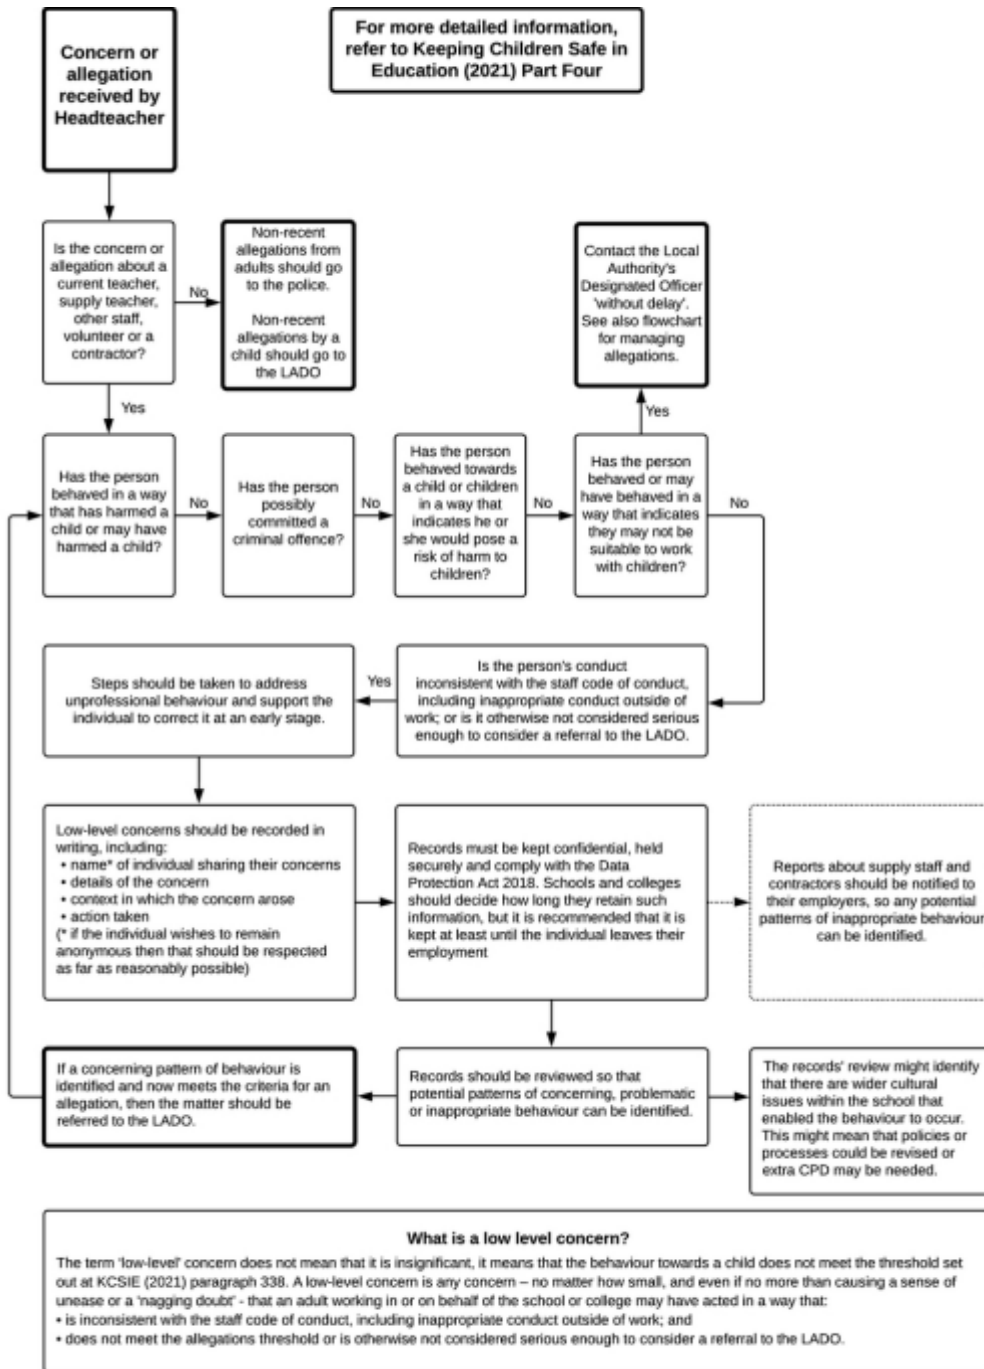 Concern or
allegation
received by
Headteacher
For more detailed information,
refer to Keeping Children Safe in
Education (2021) Part Four
Is the concern or
allegation about a
current teacher,
supply teacher,
other staff,
volunteer or a
contractor?
No
Non-recent
allegations from
adults should go
to the police.
Non-recent
allegations by a
child should go to
the LADO
Contact the Local
Authority's
Designated Officer
'without delay'.
See also flowchart
for managing
allegations.
Yes
Yes
Has the person
behaved in a way
that has harmed a
child or may have
harmed a child?
No
Has the person
possibly
committed a
criminal offence?
No
Has the person
behaved towards
a child or children
in a way that
indicates he or
she would pose a
risk of harm to
children?
No
Has the person
behaved or may
have behaved in a
way that indicates
they may not be
suitable to work
with children?
No
Steps should be taken to address
unprofessional behaviour and support the
individual to correct it at an early stage.
Yes
Is the person's conduct
inconsistent with the staff code of conduct,
including inappropriate conduct outside of
work; or is it otherwise not considered serious
enough to consider a referral to the LADO.
Low-level concerns should be recorded in
writing, including:
• name* of individual sharing their concerns
• details of the concern
• context in which the concern arose
• action taken
(* if the individual wishes to remain
anonymous then that should be respected
as far as reasonably possible)
Records must be kept confidential, held
securely and comply with the Data
Protection Act 2018. Schools and colleges
should decide how long they retain such
information, but it is recommended that it is
kept at least until the individual leaves their
employment
Reports about supply staff and
contractors should be notified to
their employers, so any potential
patterns of inappropriate behaviour
can be identified.
If a concerning pattern of behaviour is
identified and now meets the criteria for an
allegation, then the matter should be
referred to the LADO.
Records should be reviewed so that
potential patterns of concerning, problematic
or inappropriate behaviour can be identified.
The records' review might identify
that there are wider cultural
issues within the school that
enabled the behaviour to occur.
This might mean that policies or
processes could be revised or
extra CPD may be needed.
What is a low level concern?
The term 'low-level' concern does not mean that it is insignificant, it means that the behaviour towards a child does not meet the threshold set
out at KCSIE (2021) paragraph 338. A low-level concern is any concern – no matter how small, and even if no more than causing a sense of
unease or a 'nagging doubt' - that an adult working in or on behalf of the school or college may have acted in a way that:
• is inconsistent with the staff code of conduct, including inappropriate conduct outside of work; and
• does not meet the allegations threshold or is otherwise not considered serious enough to consider a referral to the LADO.